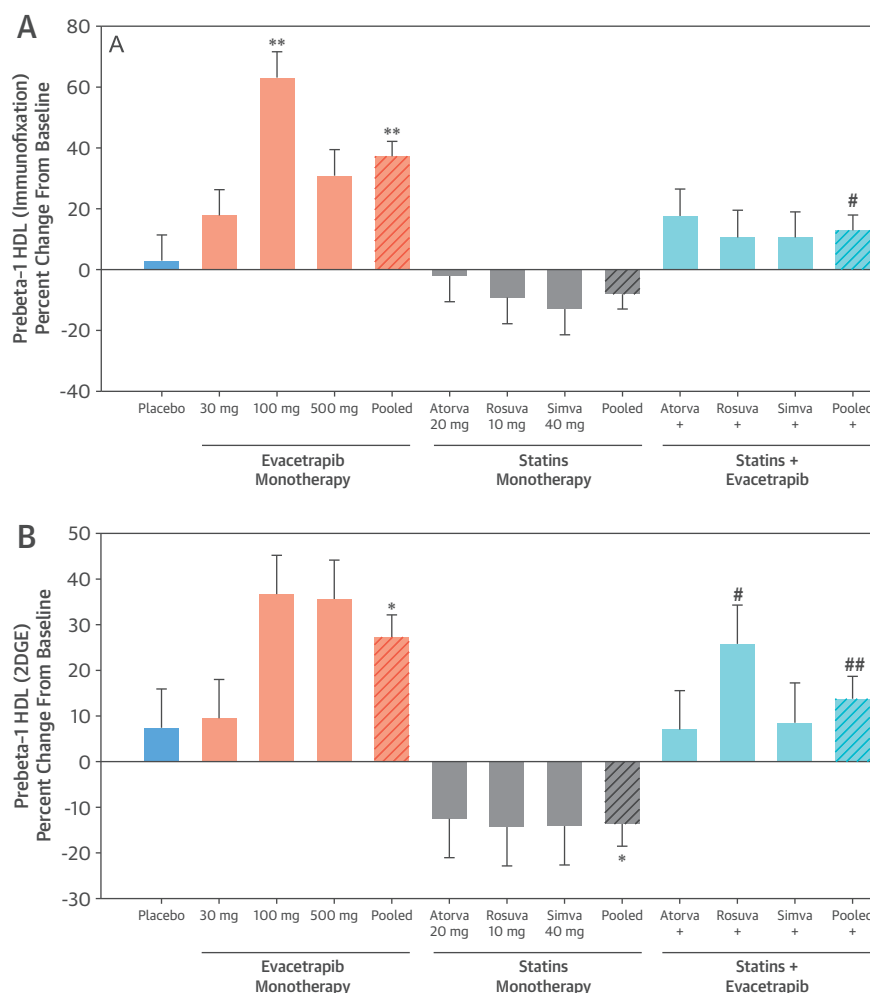 A
A
Prebeta-1 HDL (Immunofixation)
Percent Change From Baseline
80
60
40
20
0
-20
-40
**
**
#
Placebo 30 mg 100 mg 500 mg Pooled Atorva 20 mg Rosuva 10 mg Simva 40 mg Pooled Atorva + Rosuva + Simva + Pooled +
Evacetrapib
Monotherapy
Statins
Monotherapy
Statins +
Evacetrapib
B
Prebeta-1 HDL (2DGE)
Percent Change From Baseline
50
40
30
20
10
0
-10
-20
-30
*
*
#
##
Placebo 30 mg 100 mg 500 mg Pooled Atorva 20 mg Rosuva 10 mg Simva 40 mg Pooled Atorva + Rosuva + Simva + Pooled +
Evacetrapib
Monotherapy
Statins
Monotherapy
Statins +
Evacetrapib